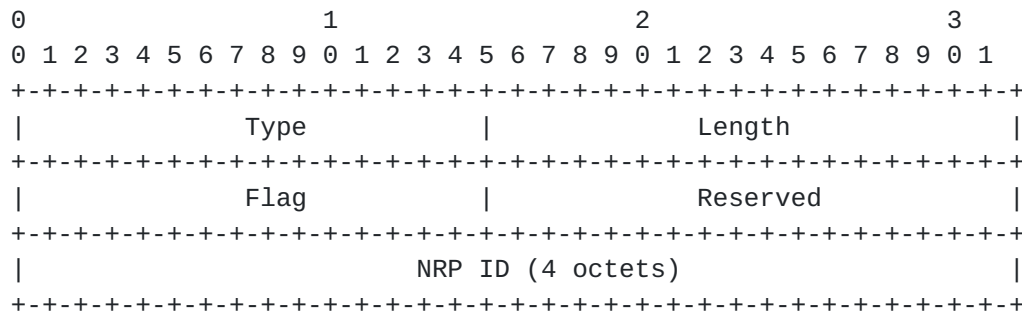 0                   1                   2                   3
0 1 2 3 4 5 6 7 8 9 0 1 2 3 4 5 6 7 8 9 0 1 2 3 4 5 6 7 8 9 0 1
+-+-+-+-+-+-+-+-+-+-+-+-+-+-+-+-+-+-+-+-+-+-+-+-+-+-+-+-+-+-+-+-+
|              Type             |             Length            |
+-+-+-+-+-+-+-+-+-+-+-+-+-+-+-+-+-+-+-+-+-+-+-+-+-+-+-+-+-+-+-+-+
|              Flag             |             Reserved          |
+-+-+-+-+-+-+-+-+-+-+-+-+-+-+-+-+-+-+-+-+-+-+-+-+-+-+-+-+-+-+-+-+
|                         NRP ID (4 octets)                     |
+-+-+-+-+-+-+-+-+-+-+-+-+-+-+-+-+-+-+-+-+-+-+-+-+-+-+-+-+-+-+-+-+